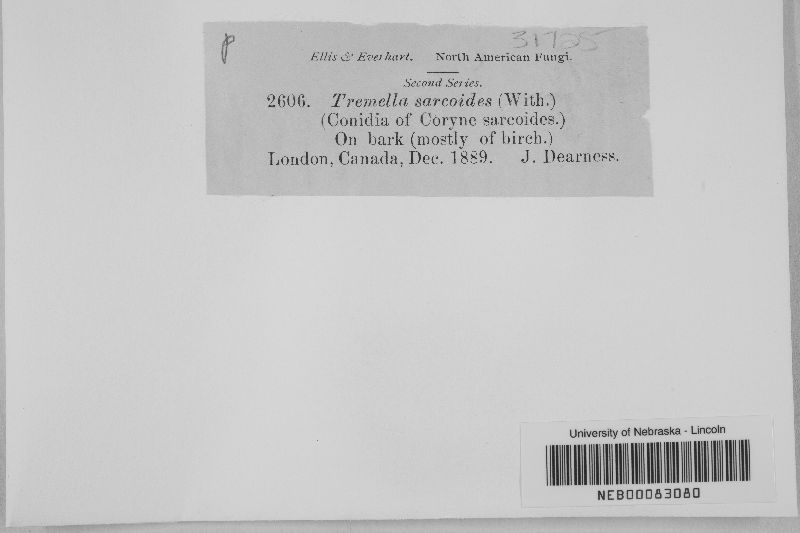 31725
Ellis & Everhart. North American Fungi.
Second Series.
2606. Tremella sarcoides (With.)
(Conidia of Coryne sarcoides.)
On bark (mostly of birch.)
London, Canada, Dec. 1889. J. Dearness.
University of Nebraska - Lincoln
NEB00083080